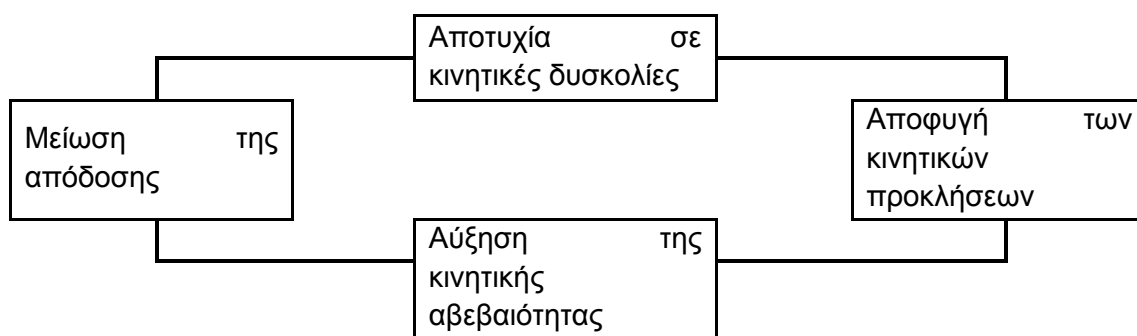 Αποτυχία σε
κινητικές δυσκολίες
Μείωση της
απόδοσης
Αποφυγή των
κινητικών
προκλήσεων
Αύξηση της
κινητικής
αβεβαιότητας